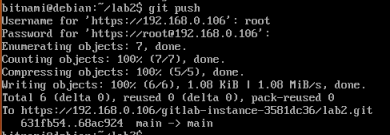 bitnami@debian:~/lab2$ git push
Username for 'https://192.168.0.106': root
Password for 'https://root@192.168.0.106':
Enumerating objects: 7, done.
Counting objects: 100% (7/7), done.
Compressing objects: 100% (5/5), done.
Writing objects: 100% (6/6), 1.08 KiB | 1.08 MiB/s, done.
Total 6 (delta 0), reused 0 (delta 0), pack-reused 0
To https://192.168.0.106/gitlab-instance-3581dc36/lab2.git
631fb54..68ac924 main -> main
bitnami@debian:~/lab2$